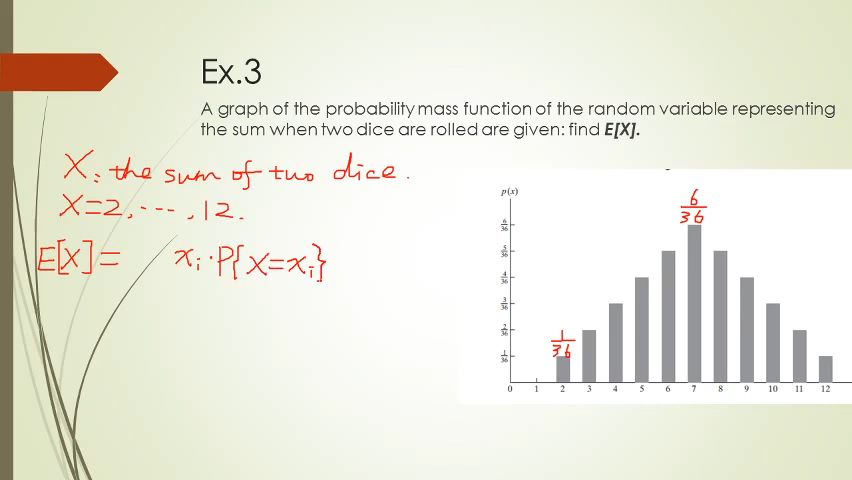 Ex.3
A graph of the probability mass function of the random variable representing
the sum when two dice are rolled are given: find E[X].
X: the sum of two dice.
X=2, ..., 12.
E[X]= xi·P{X=xi}
p(x)
6/36
5/36
4/36
3/36
2/36
1/36
6/36
1/36
0 1 2 3 4 5 6 7 8 9 10 11 12